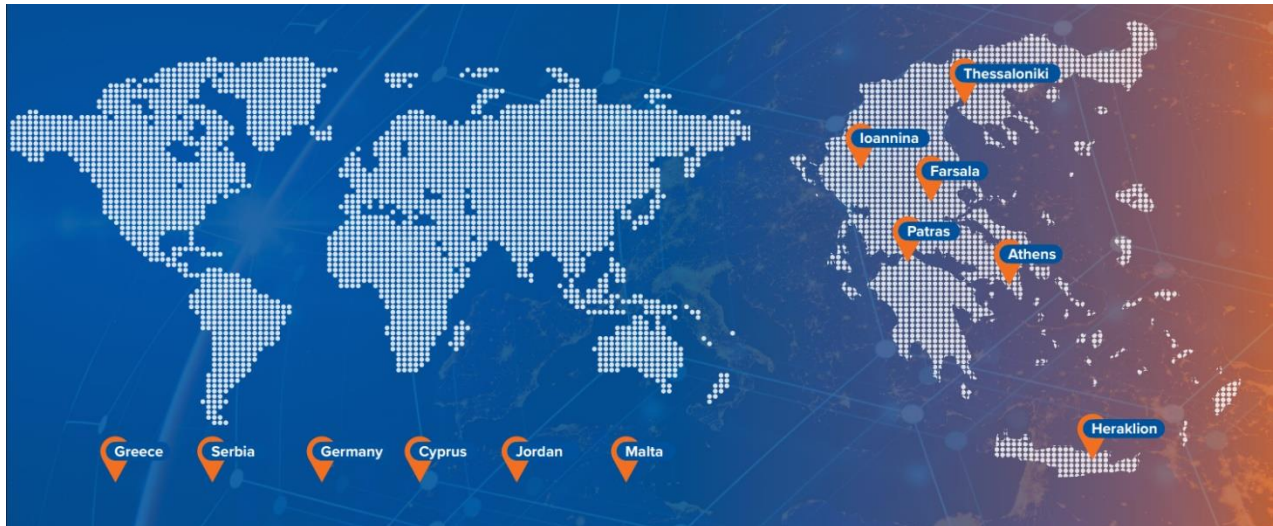 Thessaloniki
Ioannina
Farsala
Patras
Athens
Heraklion
Greece
Serbia
Germany
Cyprus
Jordan
Malta